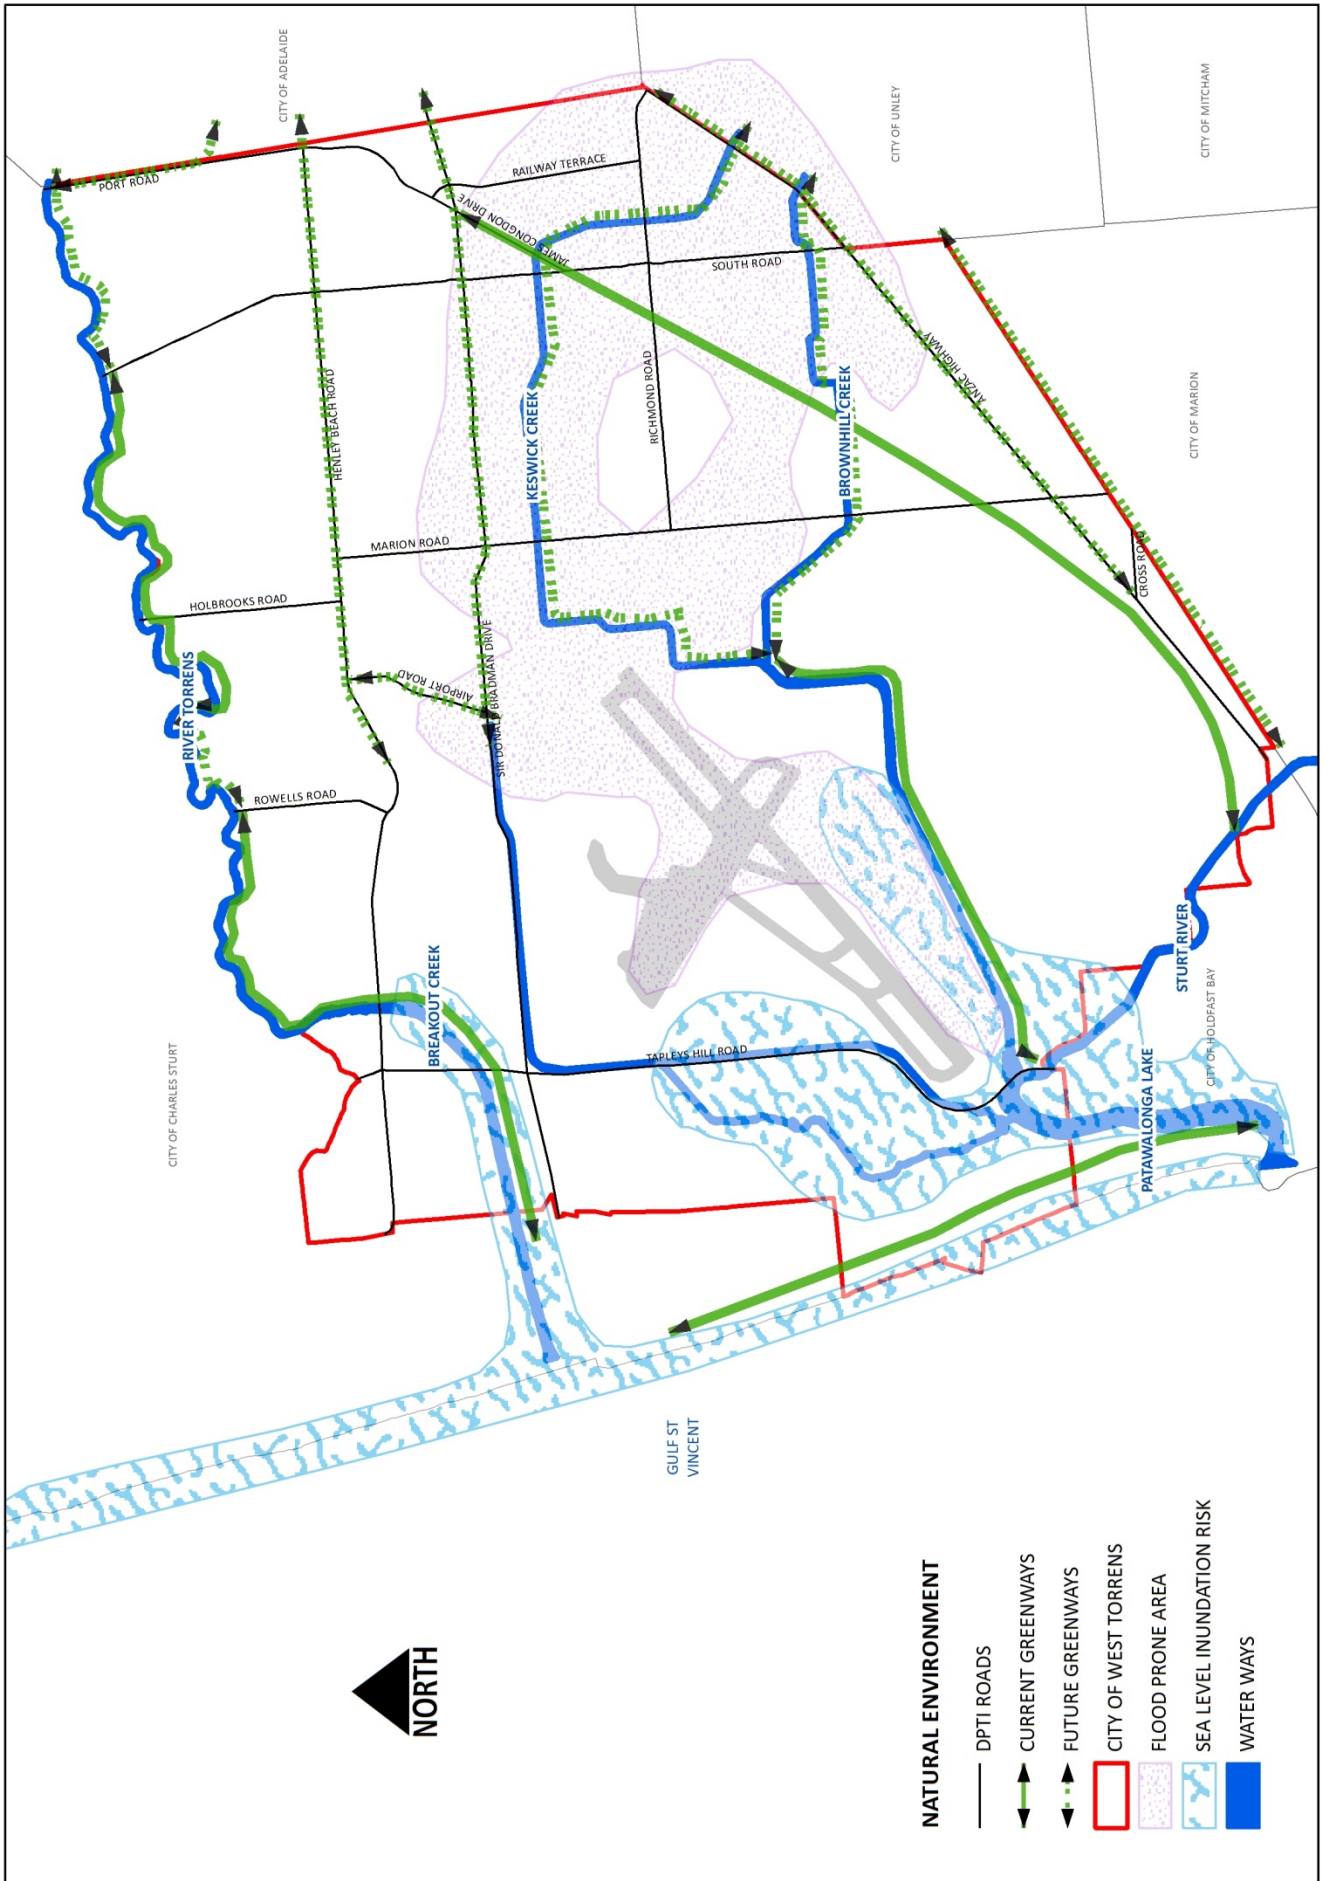 CITY OF ADELAIDE
PORT ROAD
RAILWAY TERRACE
JAMES CONGDON DRIVE
CITY OF UNLEY
CITY OF MITCHAM
SOUTH ROAD
HENLEY BEACH ROAD
RICHMOND ROAD
KESWICK CREEK
BROWNHILL CREEK
ANZAC HIGHWAY
CITY OF MARION
MARION ROAD
CROSS ROAD
HOLBROOKS ROAD
RIVER TORRENS
AIRPORT ROAD
SIR DONALD BRADMAN DRIVE
ROWELLS ROAD
BREAKOUT CREEK
STURT RIVER
CITY OF HOLDFAST BAY
TAPLEYS HILL ROAD
CITY OF CHARLES STURT
PATAWALONGA LAKE
GULF ST
VINCENT
NORTH
NATURAL ENVIRONMENT
DPTI ROADS
CURRENT GREENWAYS
FUTURE GREENWAYS
CITY OF WEST TORRENS
FLOOD PRONE AREA
SEA LEVEL INUNDATION RISK
WATER WAYS